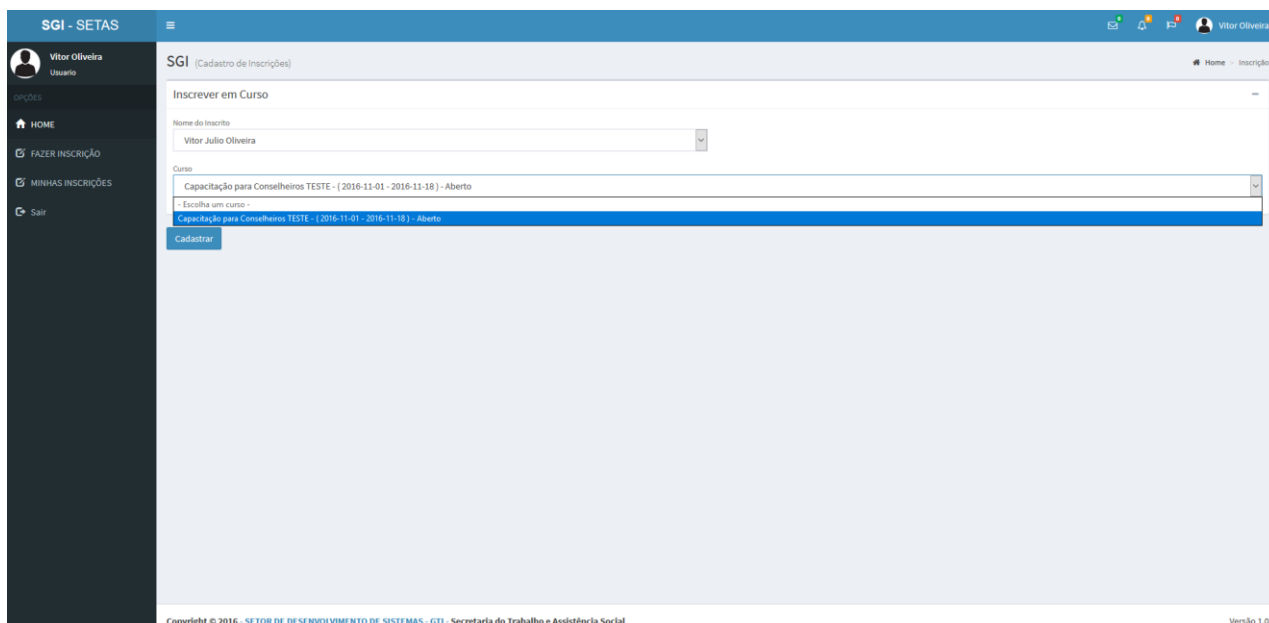 SGI - SETAS
0 0 0 Vitor Oliveira
Vitor Oliveira
Usuario
OPÇÕES
HOME
FAZER INSCRIÇÃO
MINHAS INSCRIÇÕES
Sair
SGI (Cadastro de Inscrições)
Home > Inscrição
Inscrever em Curso
Nome do Inscrito
Vitor Julio Oliveira
Curso
Capacitação para Conselheiros TESTE - ( 2016-11-01 - 2016-11-18 ) - Aberto
- Escolha um curso -
Capacitação para Conselheiros TESTE - ( 2016-11-01 - 2016-11-18 ) - Aberto
Cadastrar
Copyright © 2016 - SETOR DE DESENVOLVIMENTO DE SISTEMAS - GTI - Secretaria do Trabalho e Assistência Social
Versão 1.0